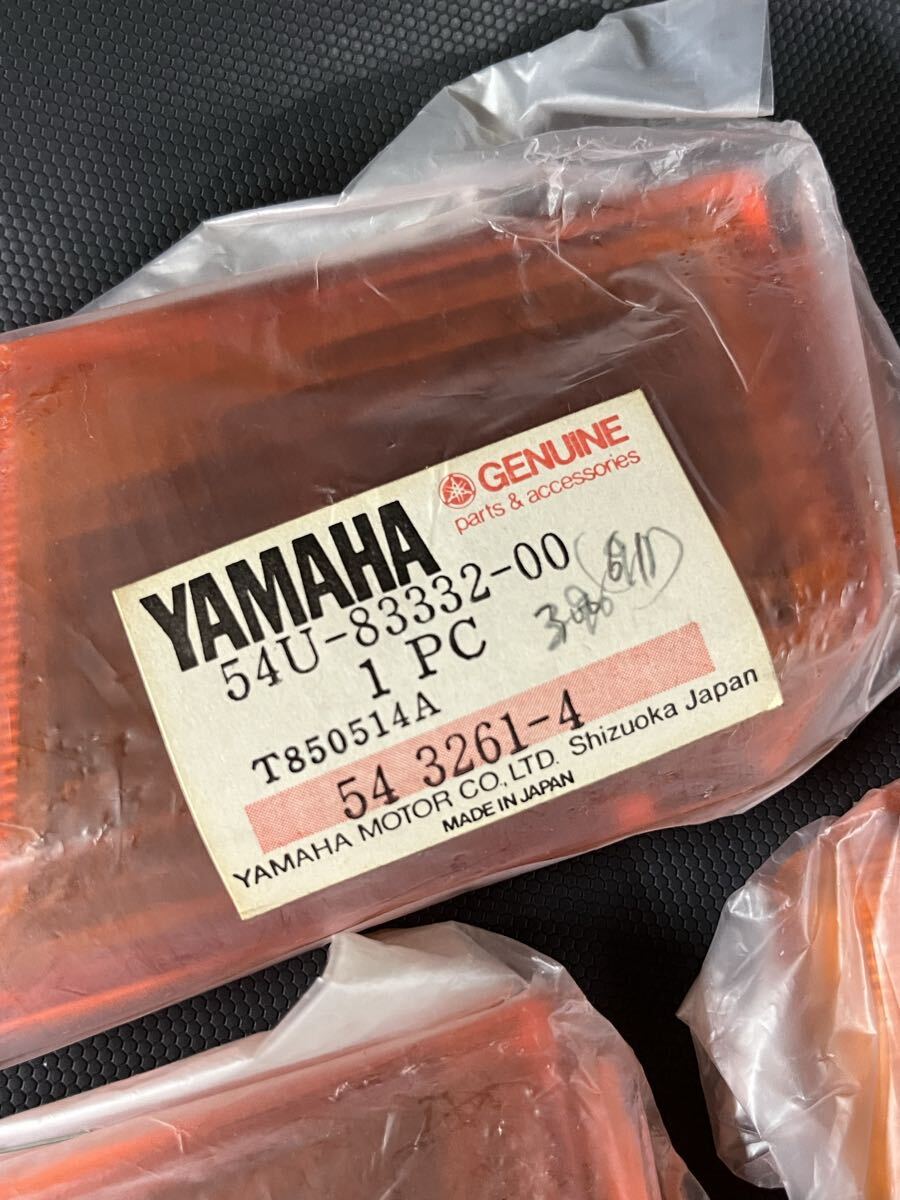 GENUINE
parts & accessories
YAMAHA
54U-83332-00
1 PC
T850514A
54 3261-4
YAMAHA MOTOR CO., LTD. Shizuoka Japan
MADE IN JAPAN